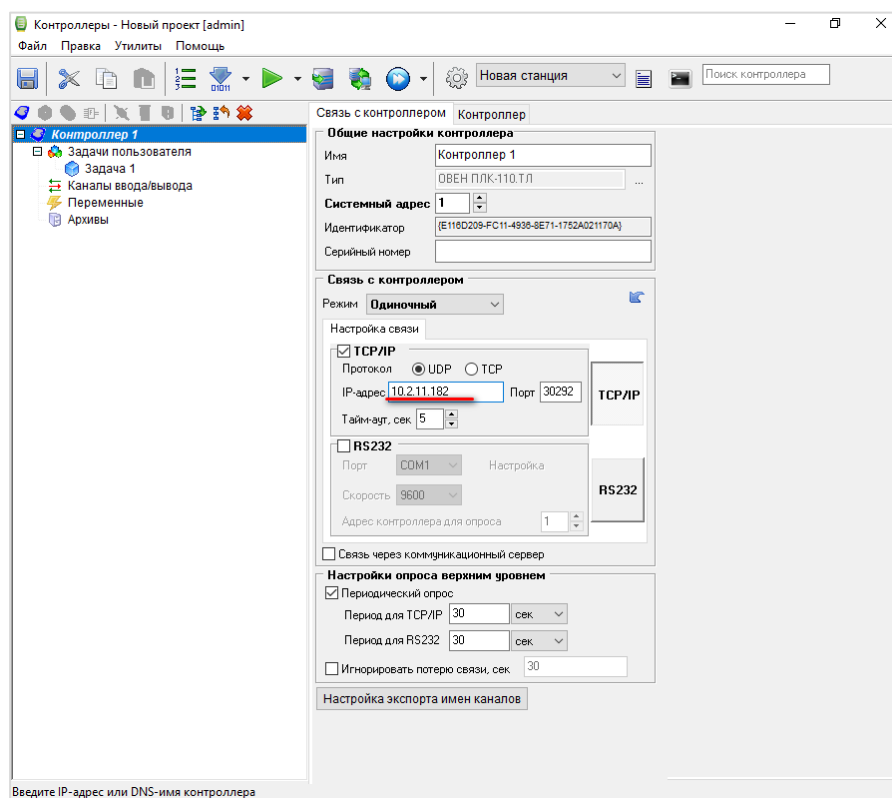 Контроллеры - Новый проект [admin]
Файл Правка Утилиты Помощь
Новая станция
Поиск контроллера
Связь с контроллером Контроллер
Контроллер 1
Задачи пользователя
Задача 1
Каналы ввода/вывода
Переменные
Архивы
Общие настройки контроллера
Имя Контроллер 1
Тип ОВЕН ПЛК-110.ТЛ ...
Системный адрес 1
Идентификатор {E116D209-FC11-4936-8E71-1752A021170A}
Серийный номер
Связь с контроллером
Режим Одиночный
Настройка связи
TCP/IP
Протокол UDP TCP
IP-адрес 10.2.11.182 Порт 30292
TCP/IP
Тайм-аут, сек 5
RS232
Порт COM1 Настройка
Скорость 9600
RS232
Адрес контроллера для опроса 1
Связь через коммуникационный сервер
Настройки опроса верхним уровнем
Периодический опрос
Период для TCP/IP 30 сек
Период для RS232 30 сек
Игнорировать потерю связи, сек 30
Настройка экспорта имен каналов
Введите IP-адрес или DNS-имя контроллера